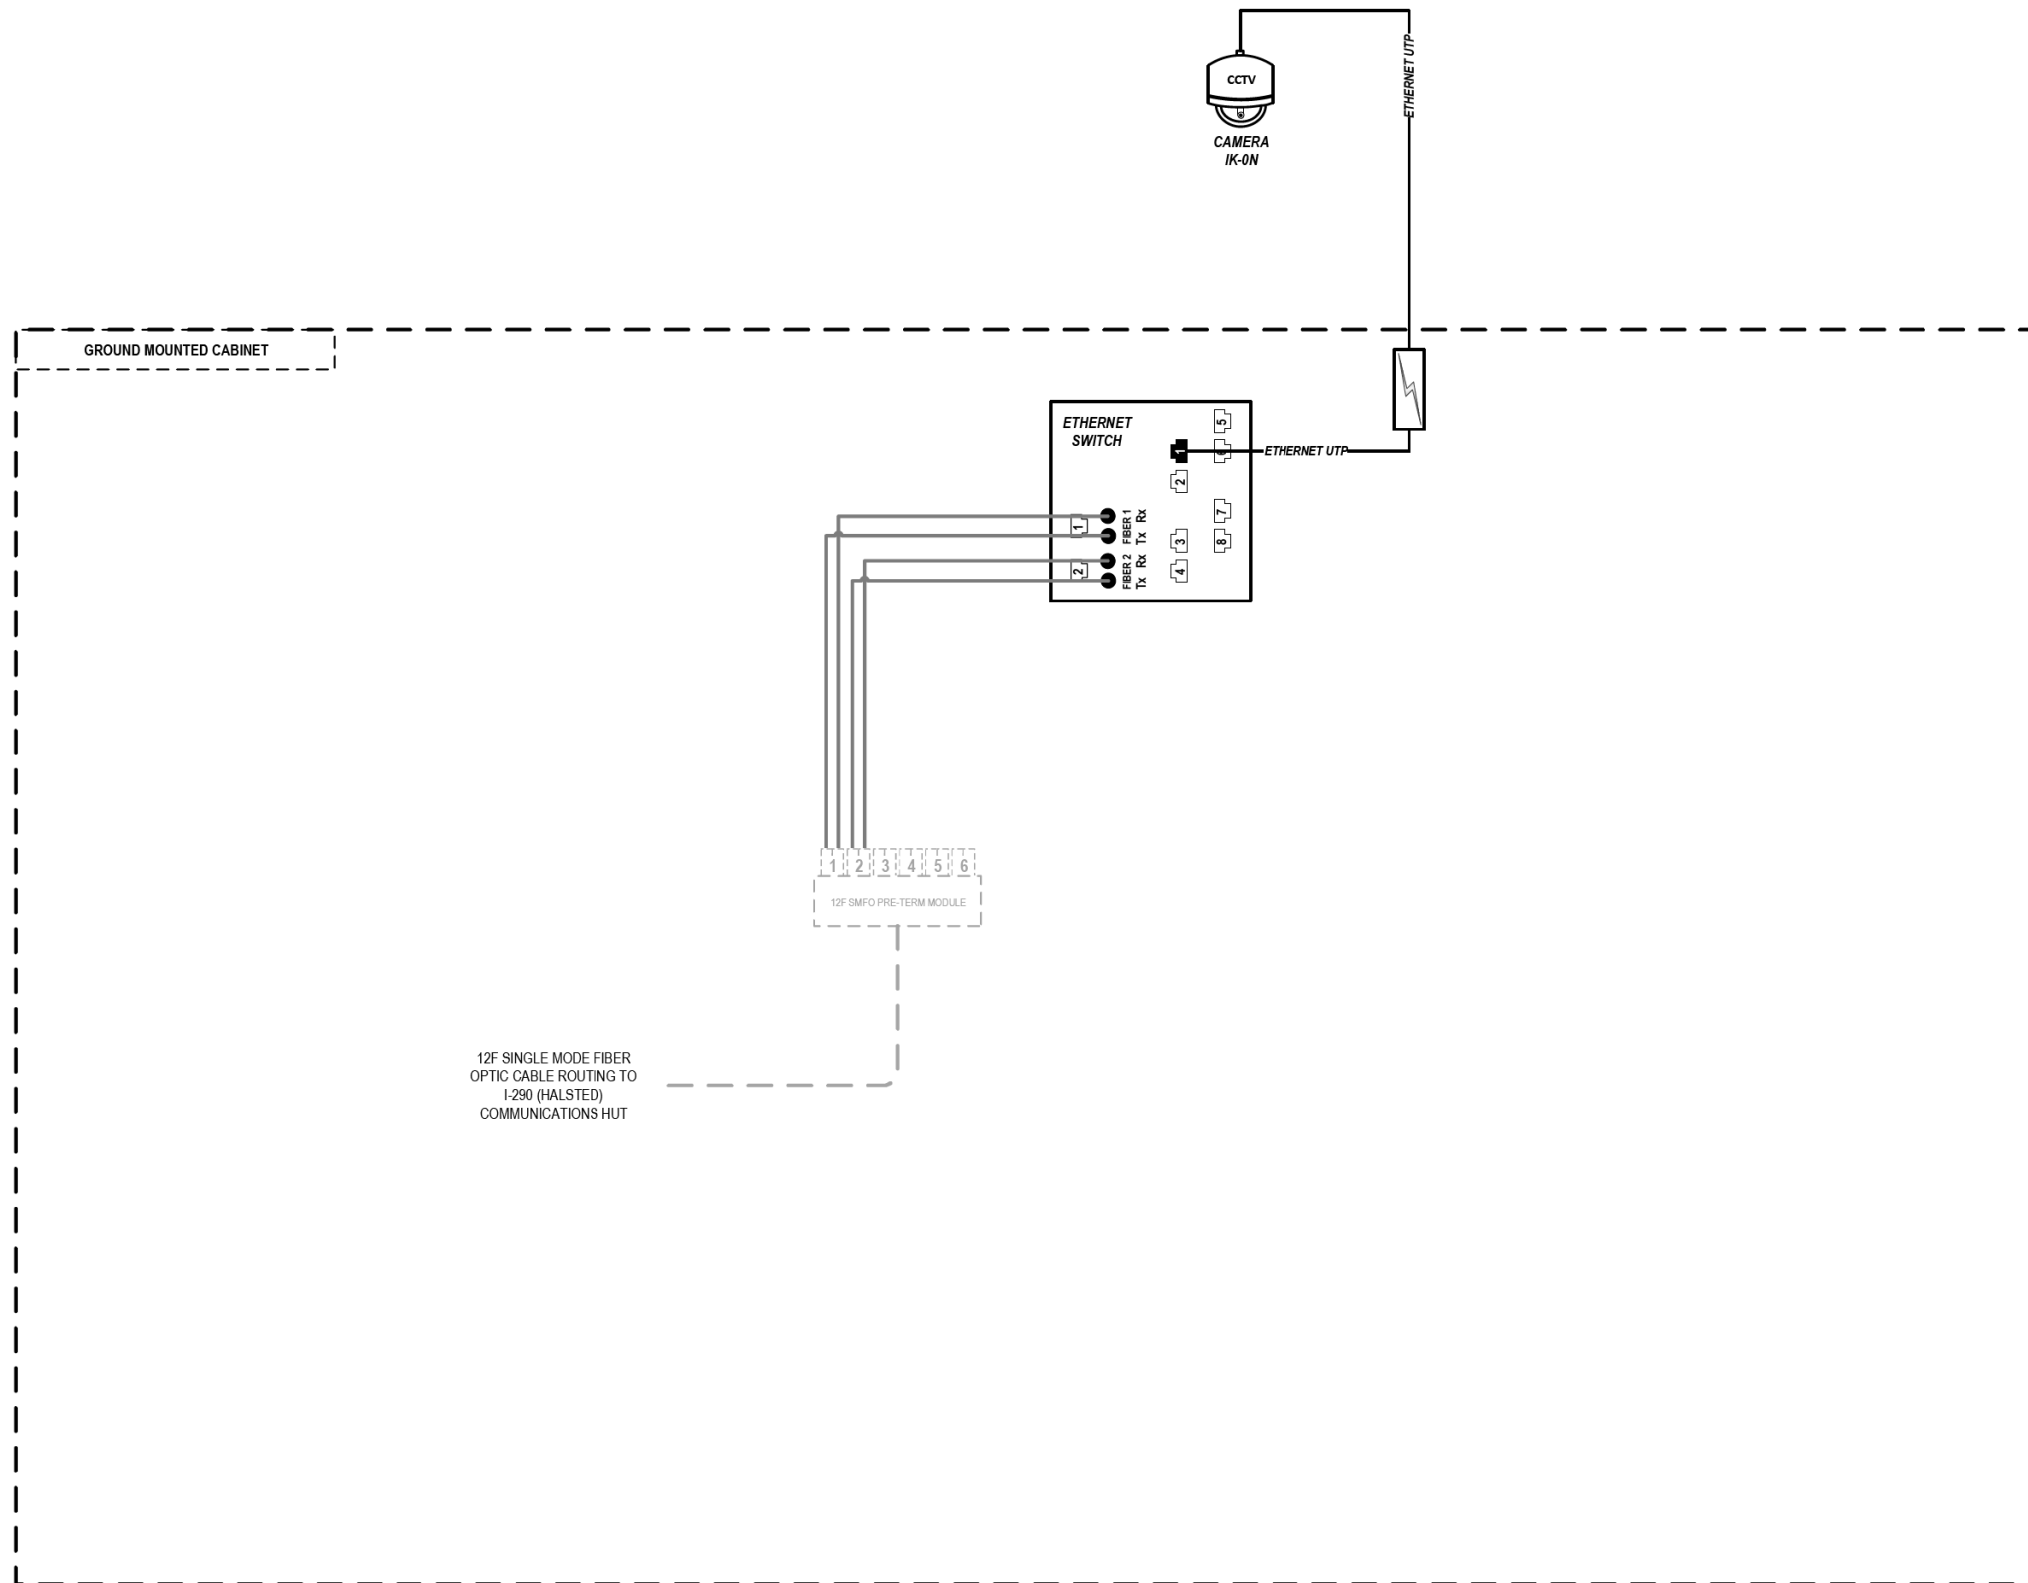 ETHERNET UTP
CCTV
CAMERA
IK-0N
GROUND MOUNTED CABINET
ETHERNET
SWITCH
5
1
6
ETHERNET UTP
2
1
FIBER 1
Tx Rx
7
3
8
2
FIBER 2
Tx Rx
4
1 2 3 4 5 6
12F SMFO PRE-TERM MODULE
12F SINGLE MODE FIBER
OPTIC CABLE ROUTING TO
I-290 (HALSTED)
COMMUNICATIONS HUT